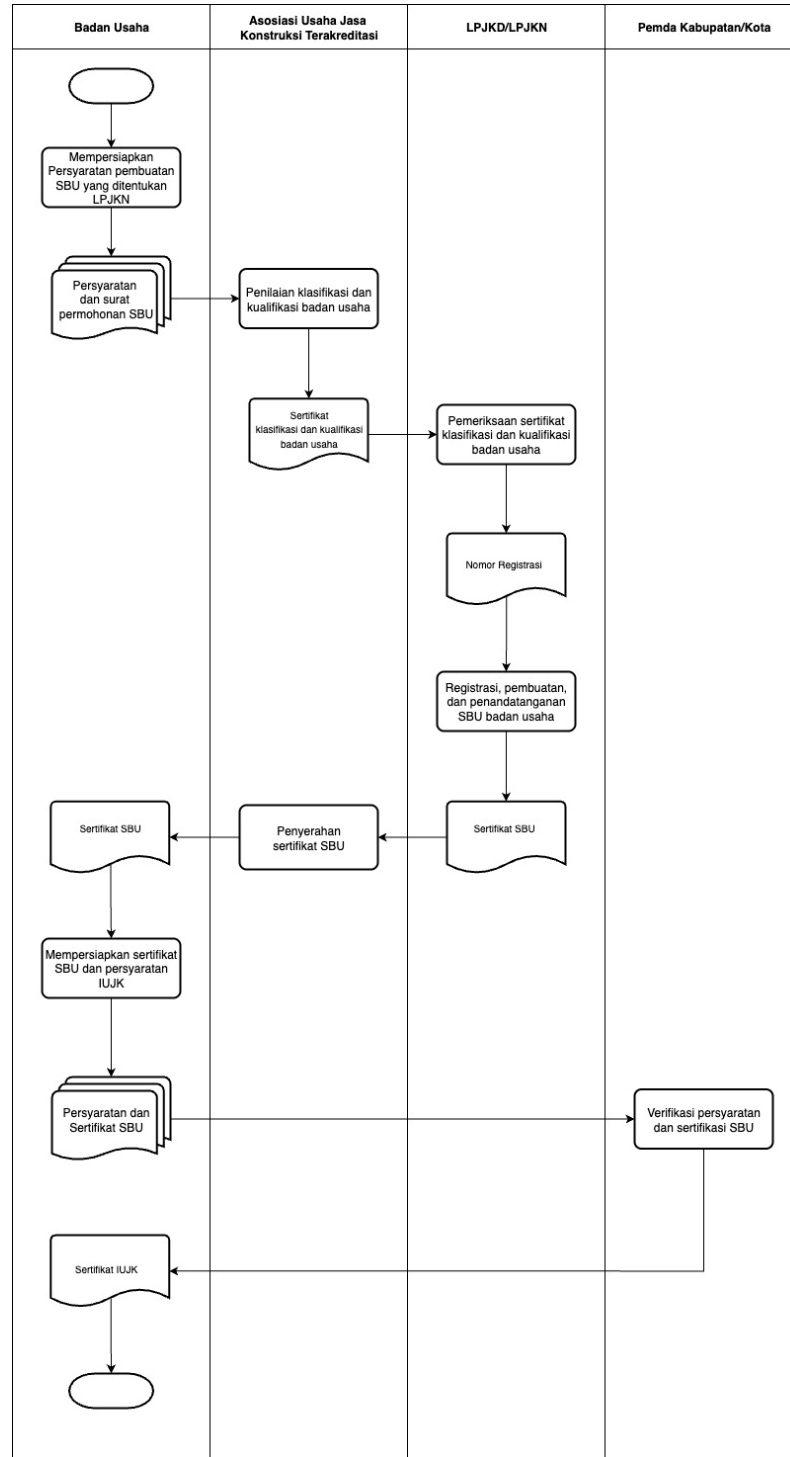 Badan Usaha
Asosiasi Usaha Jasa
Konstruksi Terakreditasi
LPJKD/LPJKN
Pemda Kabupatan/Kota
Mempersiapkan
Persyaratan pembuatan
SBU yang ditentukan
LPJKN
Persyaratan
dan surat
permohonan SBU
Penilaian klasifikasi dan
kualifikasi badan usaha
Sertifikat
klasifikasi dan kualifikasi
badan usaha
Pemeriksaan sertifikat
klasifikasi dan kualifikasi
badan usaha
Nomor Registrasi
Registrasi, pembuatan,
dan penandatanganan
SBU badan usaha
Sertifikat SBU
Penyerahan
sertifikat SBU
Sertifikat SBU
Mempersiapkan sertifikat
SBU dan persyaratan
IUJK
Persyaratan dan
Sertifikat SBU
Verifikasi persyaratan
dan sertifikasi SBU
Sertifikat IUJK